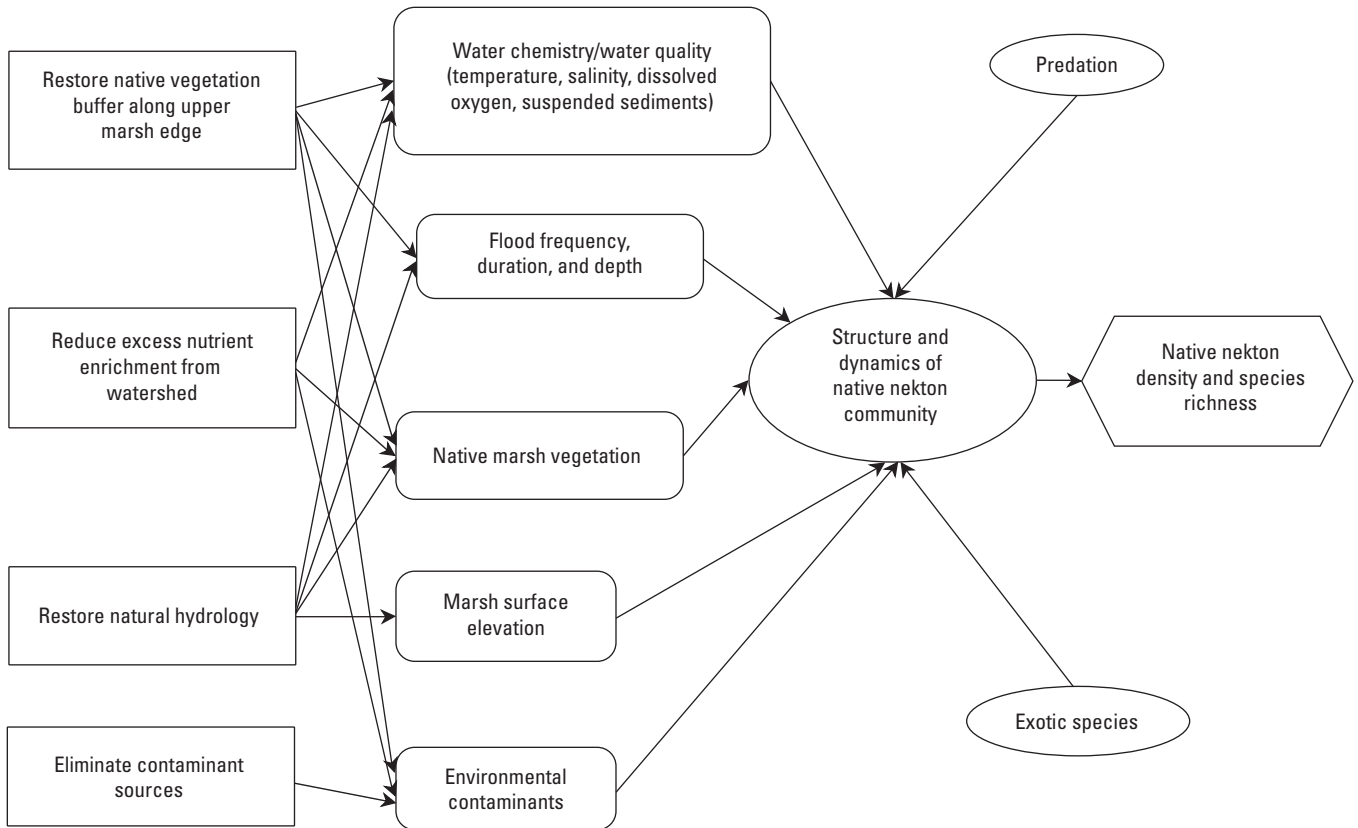 Restore native vegetation
buffer along upper
marsh edge
Reduce excess nutrient
enrichment from
watershed
Restore natural hydrology
Eliminate contaminant
sources
Water chemistry/water quality
(temperature, salinity, dissolved
oxygen, suspended sediments)
Flood frequency,
duration, and depth
Native marsh vegetation
Marsh surface
elevation
Environmental
contaminants
Predation
Structure and
dynamics of
native nekton
community
Exotic species
Native nekton
density and species
richness